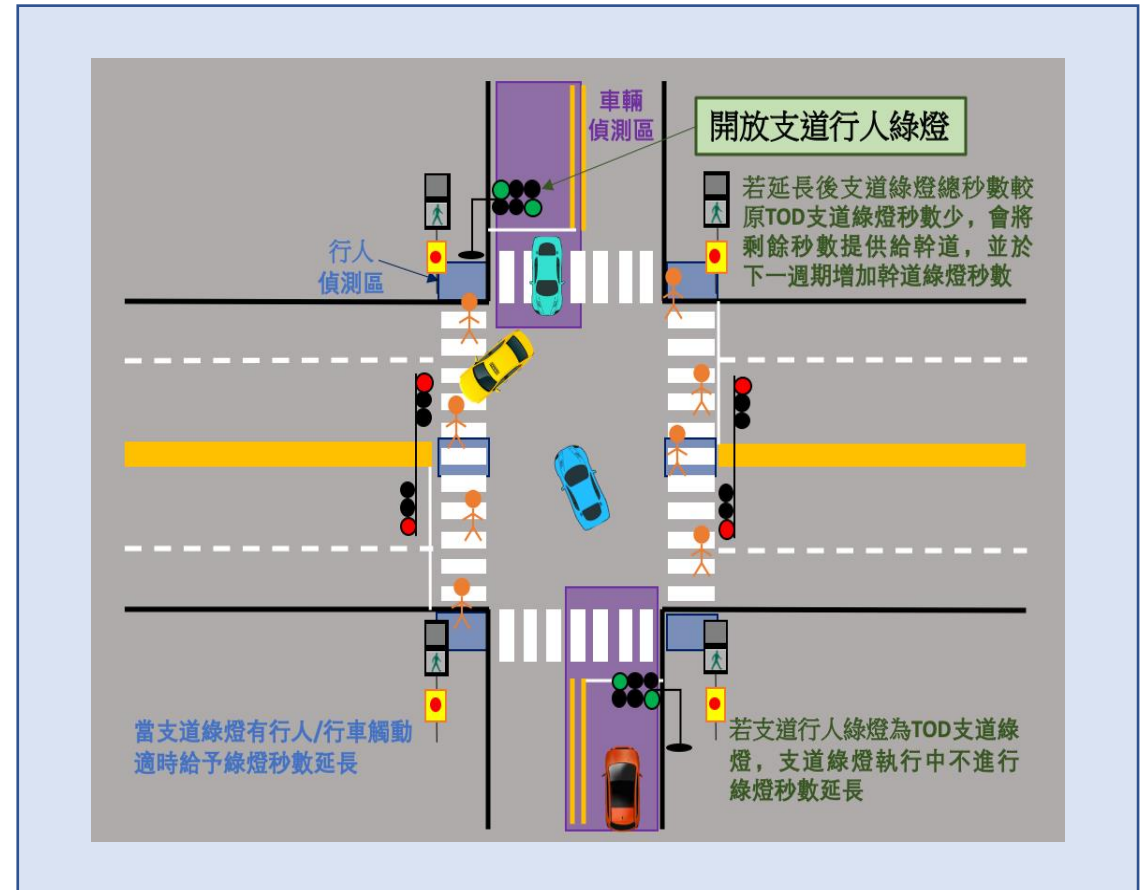 車輛
偵測區
開放支道行人綠燈
若延長後支道綠燈總秒數較
原TOD支道綠燈秒數少，會將
剩餘秒數提供給幹道，並於
下一週期增加幹道綠燈秒數
行人
偵測區
當支道綠燈有行人/行車觸動
適時給予綠燈秒數延長
若支道行人綠燈為TOD支道綠
燈，支道綠燈執行中不進行
綠燈秒數延長